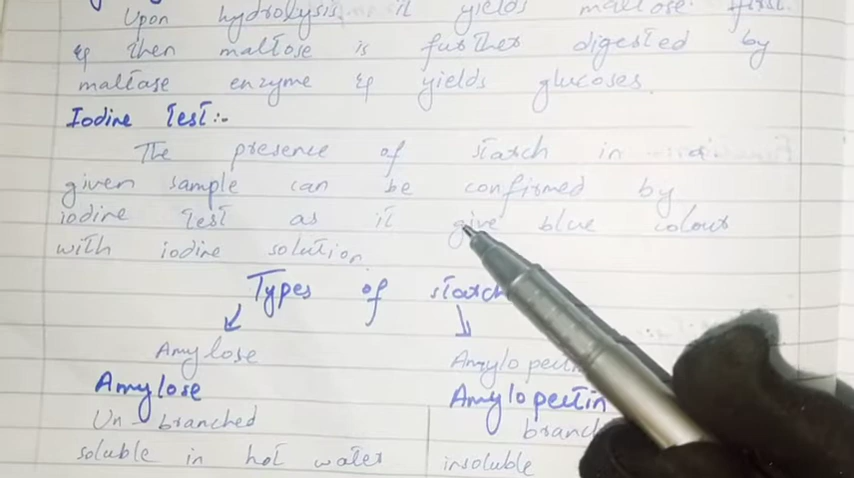 Upon hydrolysis. it yields maltose. first.
& then maltose is further digested by
maltase enzyme & yields glucoses.
Iodine Test:-
The presence of starch in a
given sample can be confirmed by
iodine Test as it give blue colour
with iodine solution.
Types of starch
Amylose Amylopectin
Amylose Amylopectin
Un-branched branch
soluble in hot water insoluble